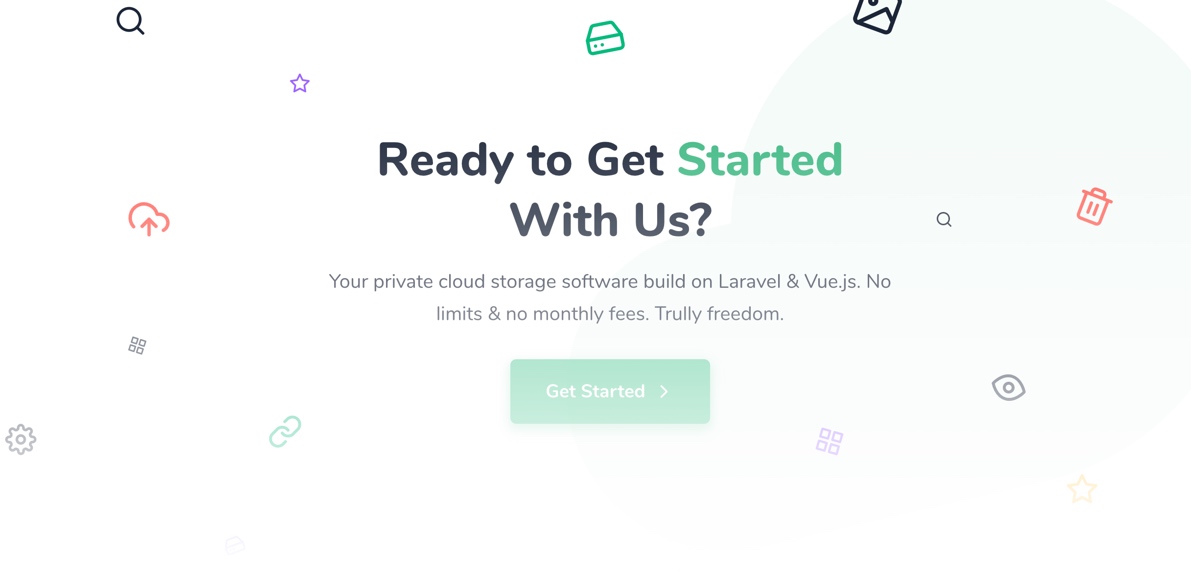 Ready to Get Started
With Us?
Your private cloud storage software build on Laravel & Vue.js. No
limits & no monthly fees. Trully freedom.
Get Started